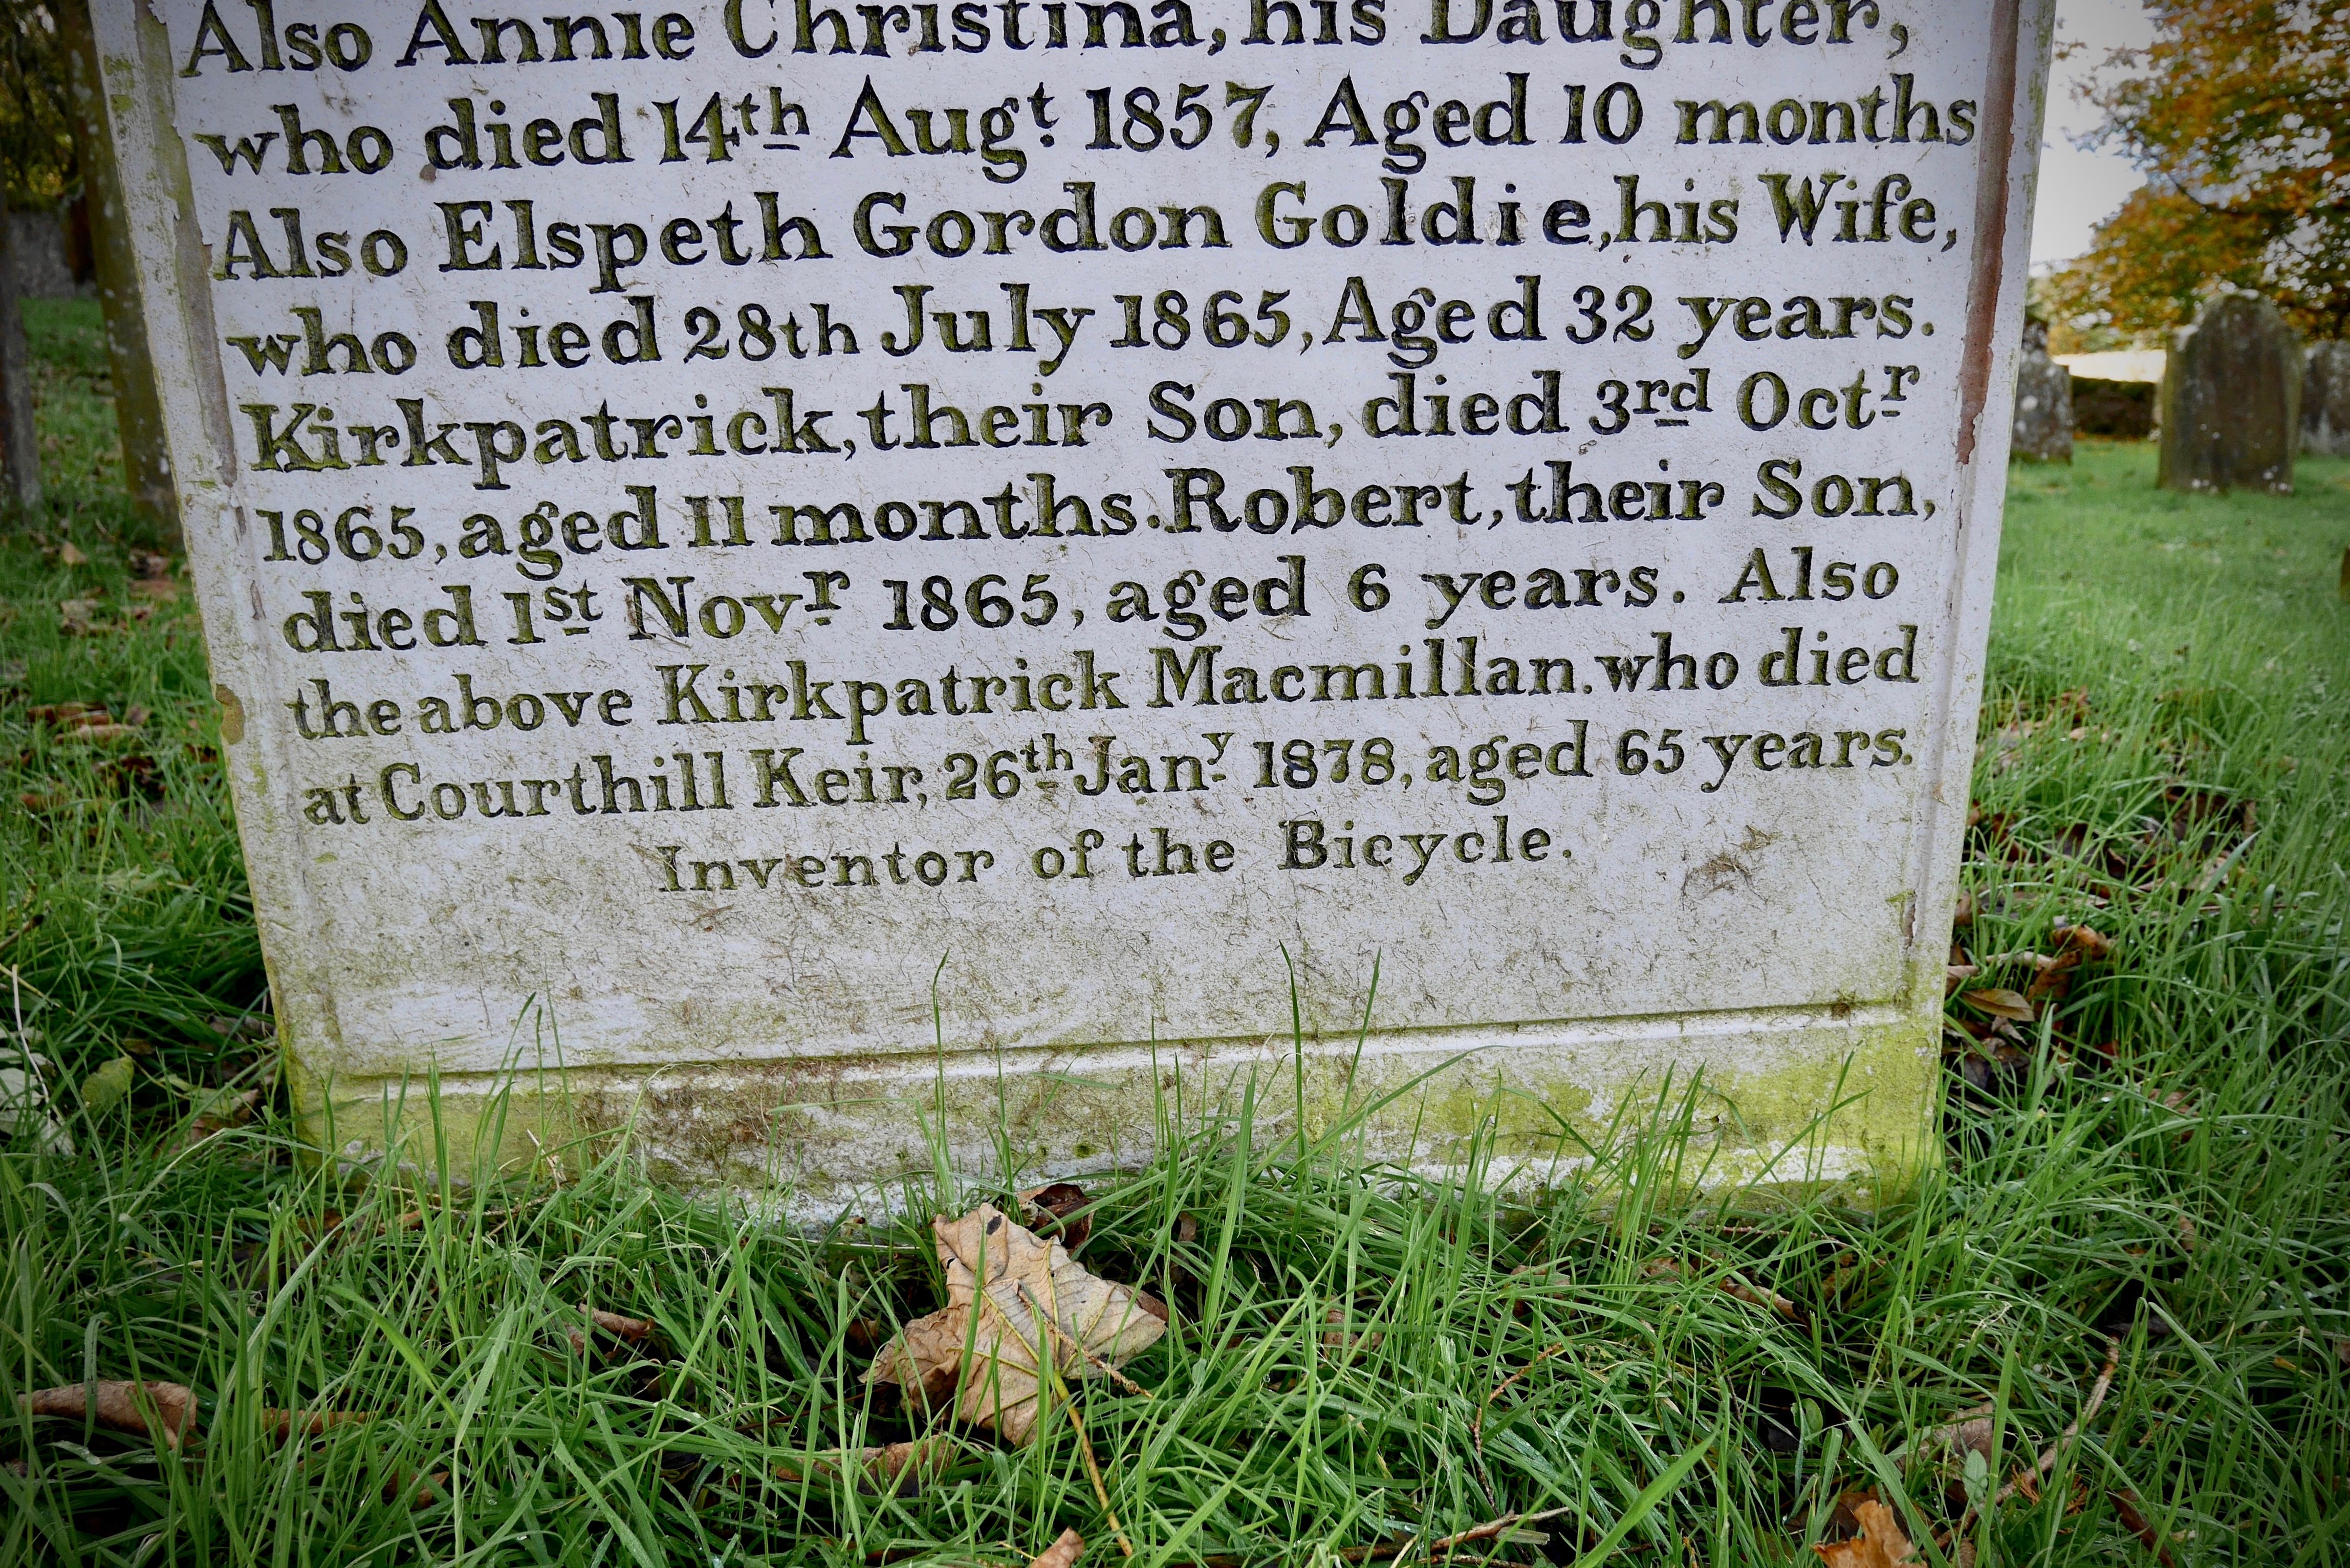 Also Annie Christina, his Daughter,
who died 14th Augt. 1857, Aged 10 months
Also Elspeth Gordon Goldie, his Wife,
who died 28th July 1865, Aged 32 years.
Kirkpatrick, their Son, died 3rd Octr
1865, aged 11 months. Robert, their Son,
died 1st Novr 1865, aged 6 years. Also
the above Kirkpatrick Macmillan. who died
at Courthill Keir, 26th Jany. 1878, aged 65 years.
Inventor of the Bicycle.